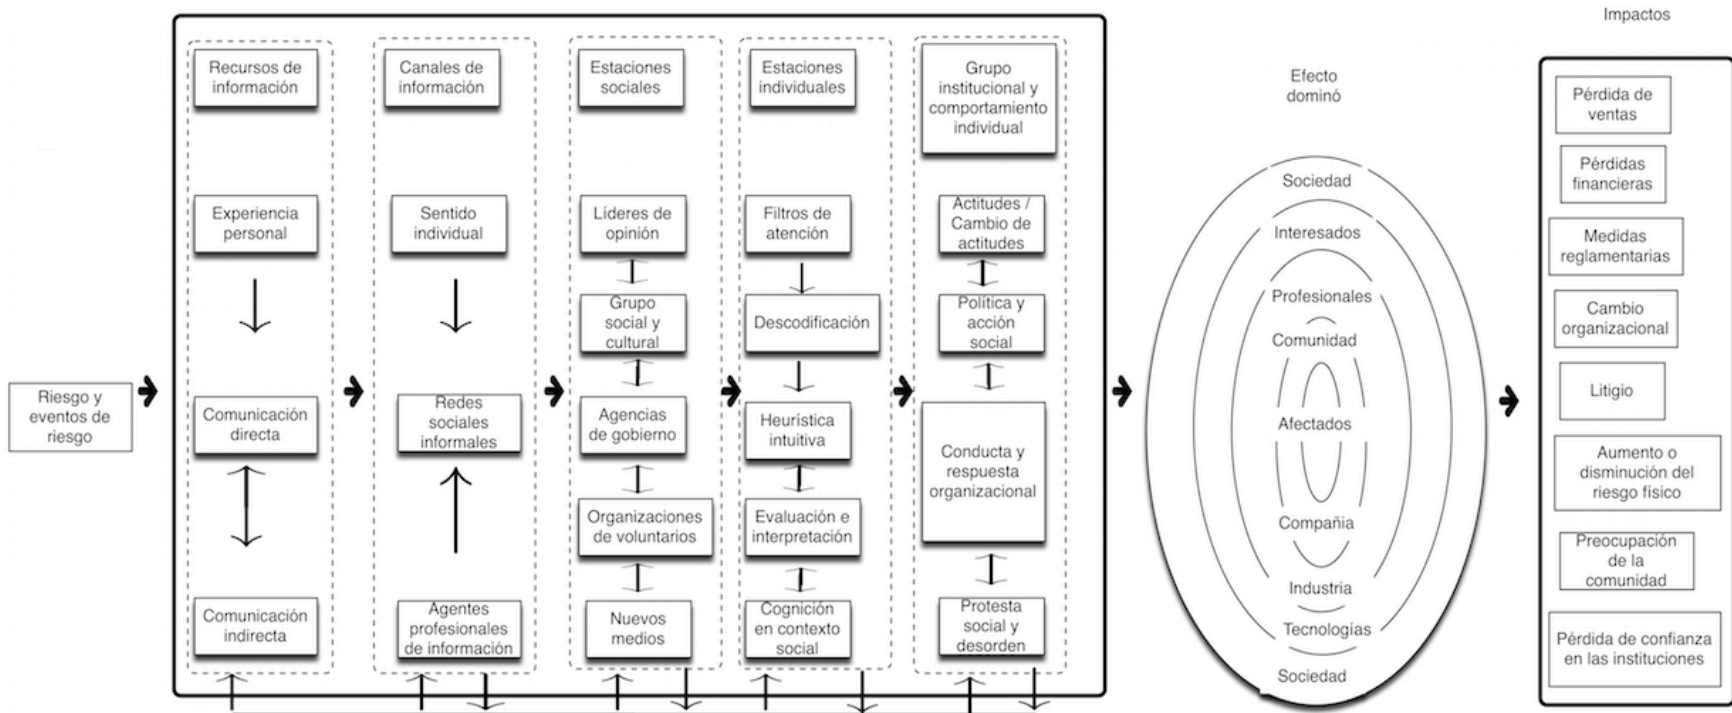 Impactos
Recursos de
información
Canales de
información
Estaciones
sociales
Estaciones
individuales
Grupo
institucional y
comportamiento
individual
Efecto
dominó
Experiencia
personal
Sentido
individual
Líderes de
opinión
Filtros de
atención
Actitudes /
Cambio de
actitudes
Grupo
social y
cultural
Descodificación
Política y
acción
social
Riesgo y
eventos de
riesgo
Comunicación
directa
Redes
sociales
informales
Agencias
de gobierno
Heurística
intuitiva
Conducta y
respuesta
organizacional
Organizaciones
de voluntarios
Evaluación e
interpretación
Comunicación
indirecta
Agentes
profesionales
de información
Nuevos
medios
Cognición
en contexto
social
Protesta
social y
desorden
Sociedad
Interesados
Profesionales
Comunidad
Afectados
Compañia
Industria
Tecnologías
Sociedad
Pérdida de
ventas
Pérdidas
financieras
Medidas
reglamentarias
Cambio
organizacional
Litigio
Aumento o
disminución del
riesgo físico
Preocupación
de la
comunidad
Pérdida de confianza
en las instituciones